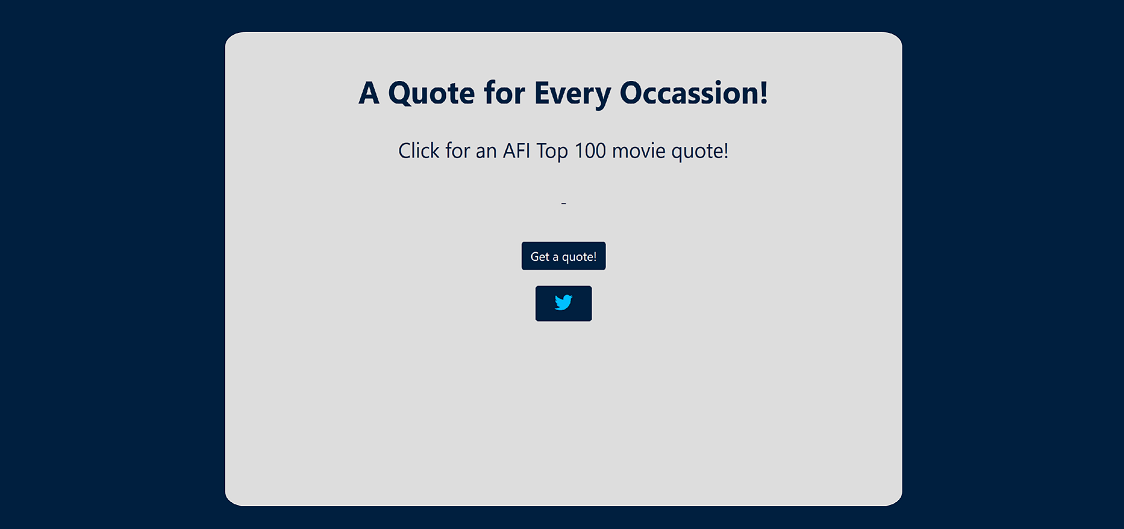 A Quote for Every Occassion!
Click for an AFI Top 100 movie quote!
-
Get a quote!